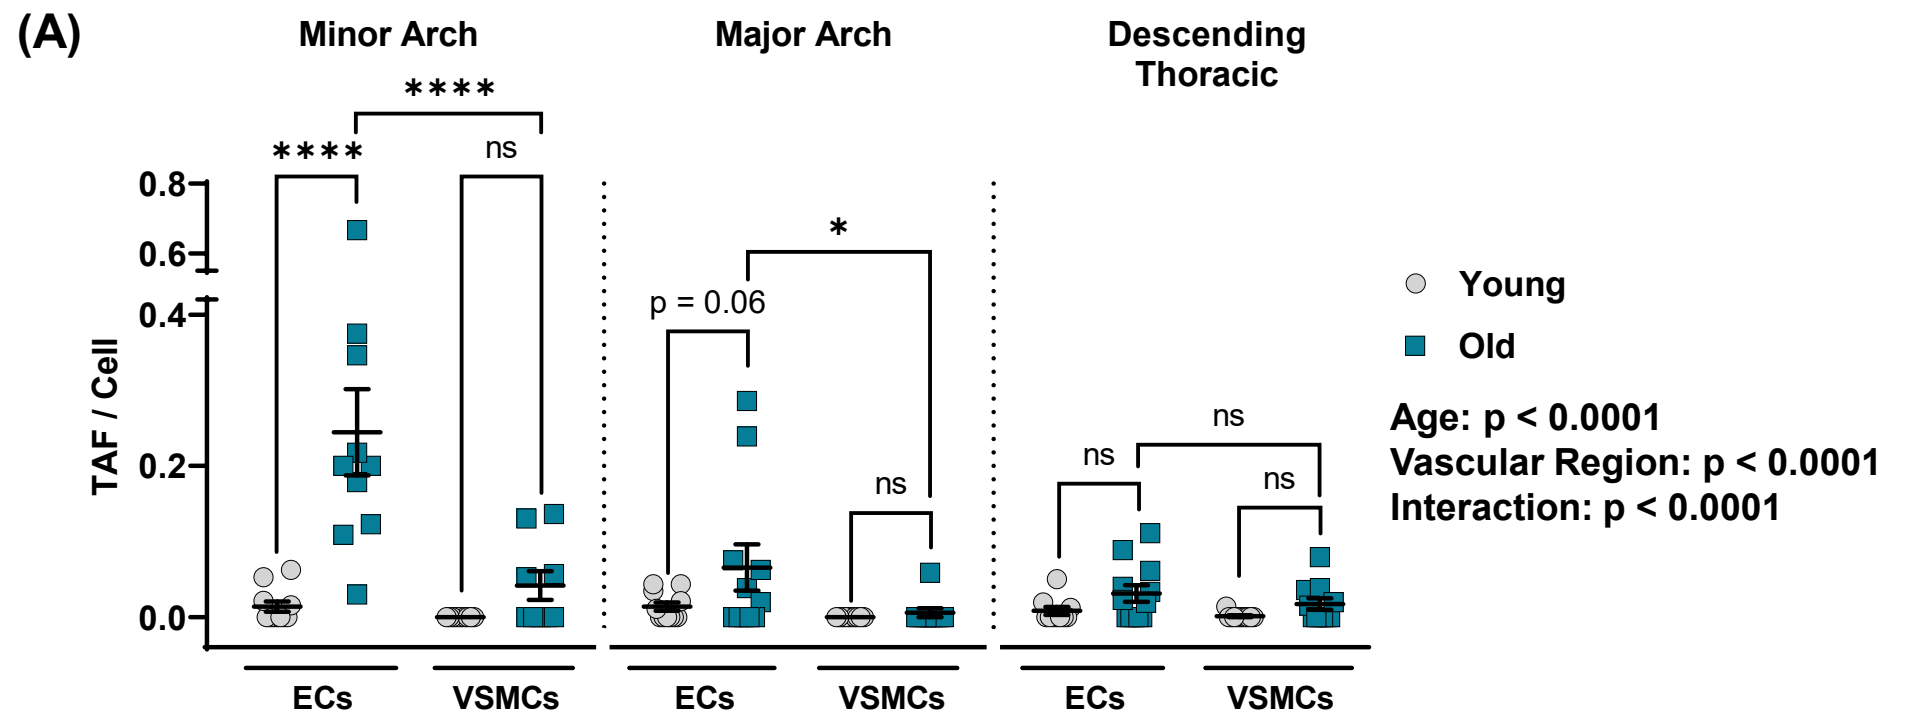 (A)
Minor Arch
Major Arch
Descending
Thoracic
****
****
ns
*
p = 0.06
ns
ns
ns
ns
0.8
0.6
0.4
0.2
0.0
TAF / Cell
ECs
VSMCs
ECs
VSMCs
ECs
VSMCs
Young
Old
Age: p < 0.0001
Vascular Region: p < 0.0001
Interaction: p < 0.0001